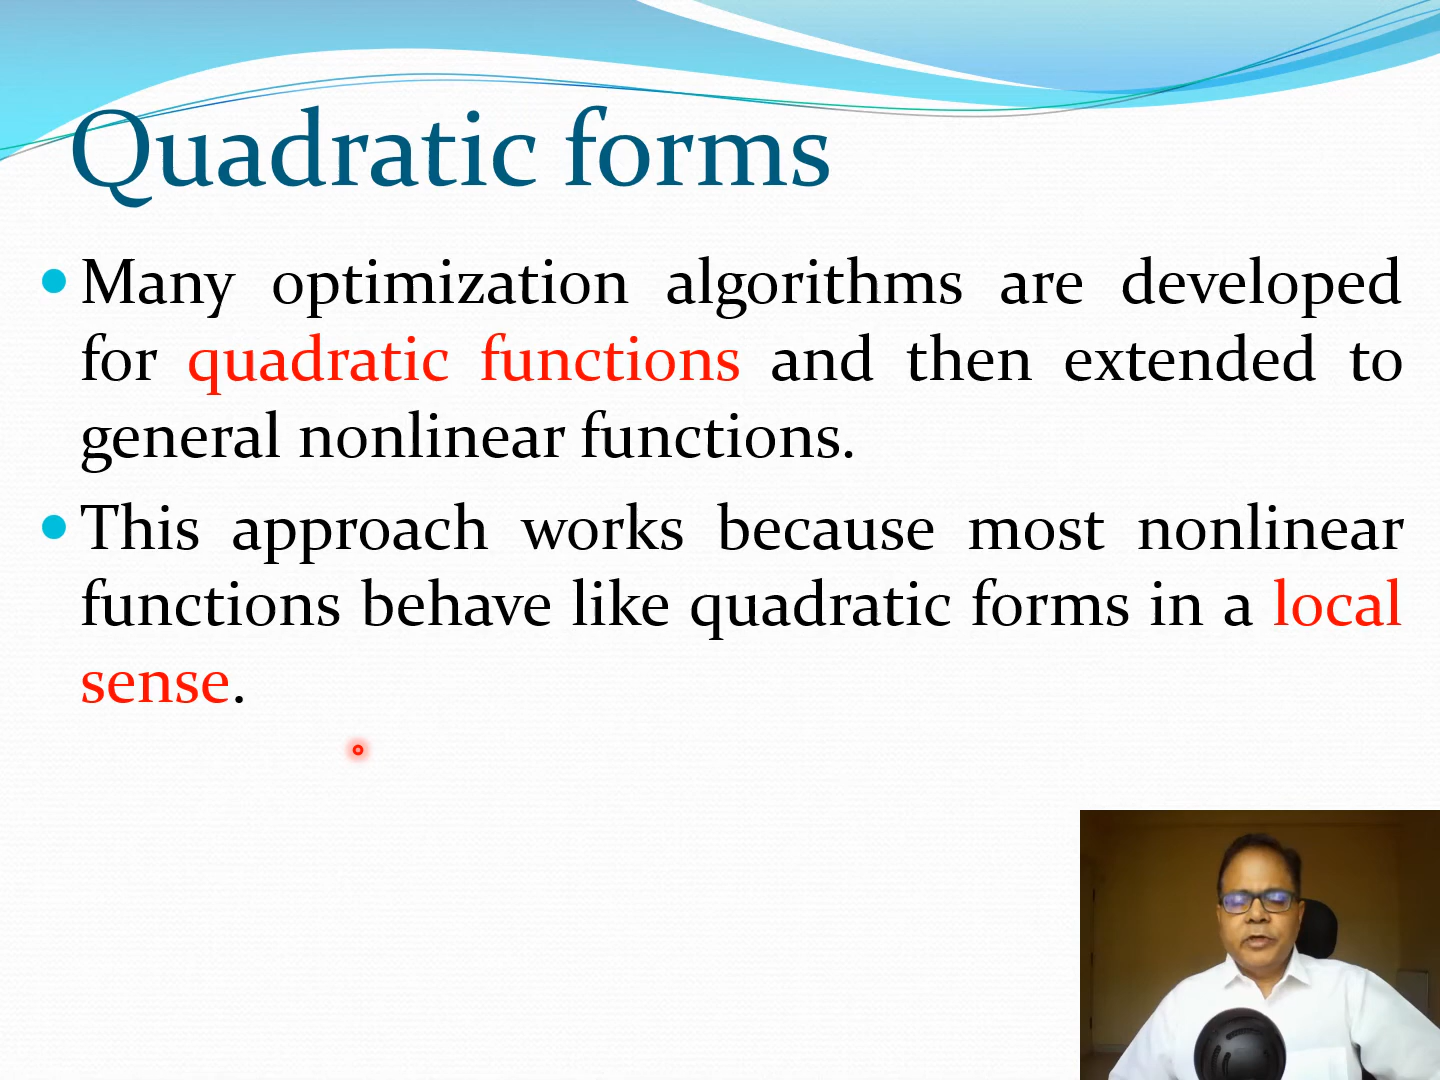 Quadratic forms
Many optimization algorithms are developed
for quadratic functions and then extended to
general nonlinear functions.
This approach works because most nonlinear
functions behave like quadratic forms in a local
sense.